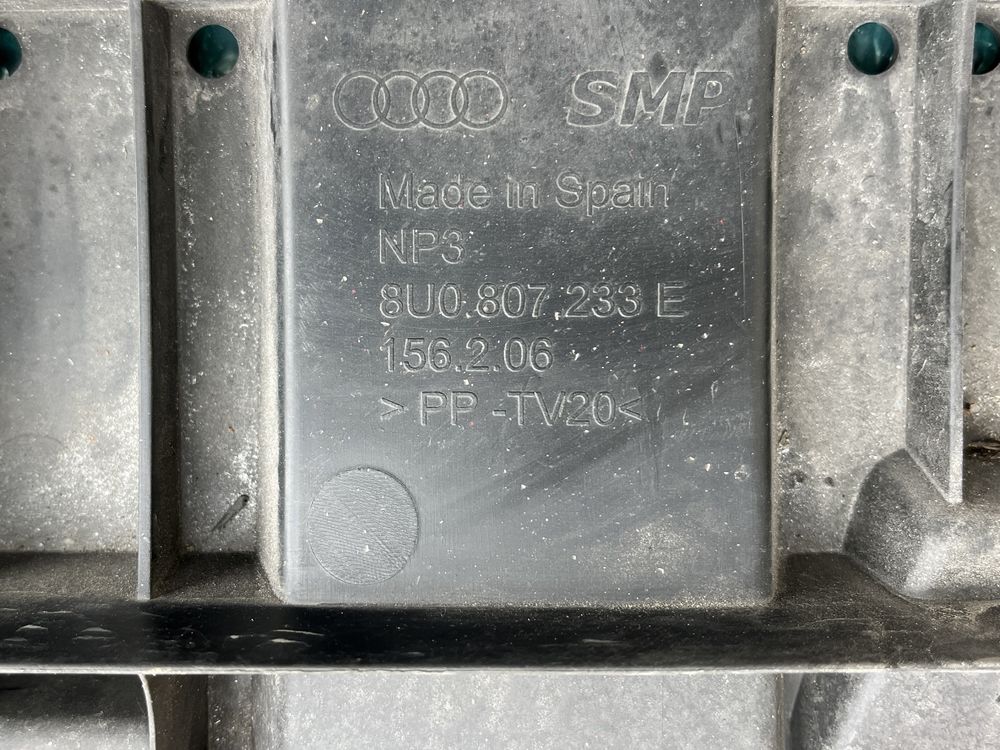 SMP
Made in Spain
NP3
8U0.807.233 E
156.2.06
> PP -TV20<